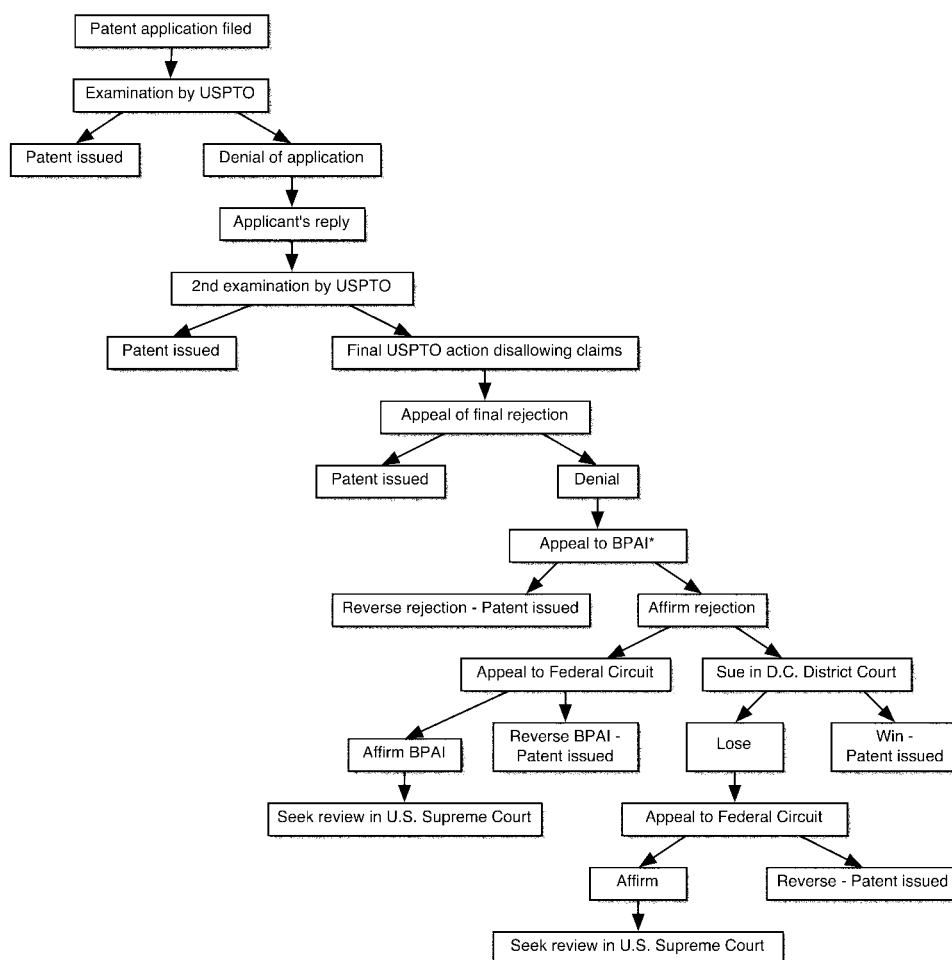 Patent application filed
Examination by USPTO
Patent issued
Denial of application
Applicant's reply
2nd examination by USPTO
Patent issued
Final USPTO action disallowing claims
Appeal of final rejection
Patent issued
Denial
Appeal to BPAI*
Reverse rejection - Patent issued
Affirm rejection
Appeal to Federal Circuit
Sue in D.C. District Court
Affirm BPAI
Reverse BPAI -
Patent issued
Lose
Win -
Patent issued
Seek review in U.S. Supreme Court
Appeal to Federal Circuit
Affirm
Reverse - Patent issued
Seek review in U.S. Supreme Court